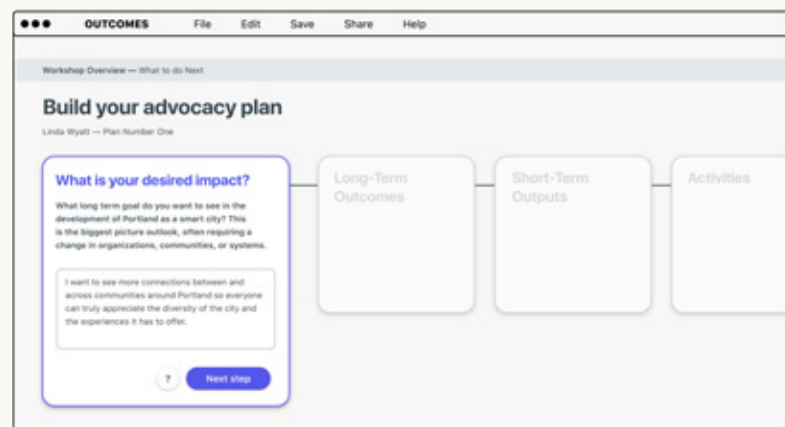 OUTCOMES File Edit Save Share Help
Workshop Overview — What to do Next
Build your advocacy plan
Linda Wyatt — Plan Number One
What is your desired impact?
What long term goal do you want to see in the
development of Portland as a smart city? This
is the biggest picture outlook, often requiring a
change in organizations, communities, or systems.
I want to see more connections between and
across communities around Portland so everyone
can truly appreciate the diversity of the city and
the experiences it has to offer.
? Next step
Long-Term
Outcomes
Short-Term
Outputs
Activities